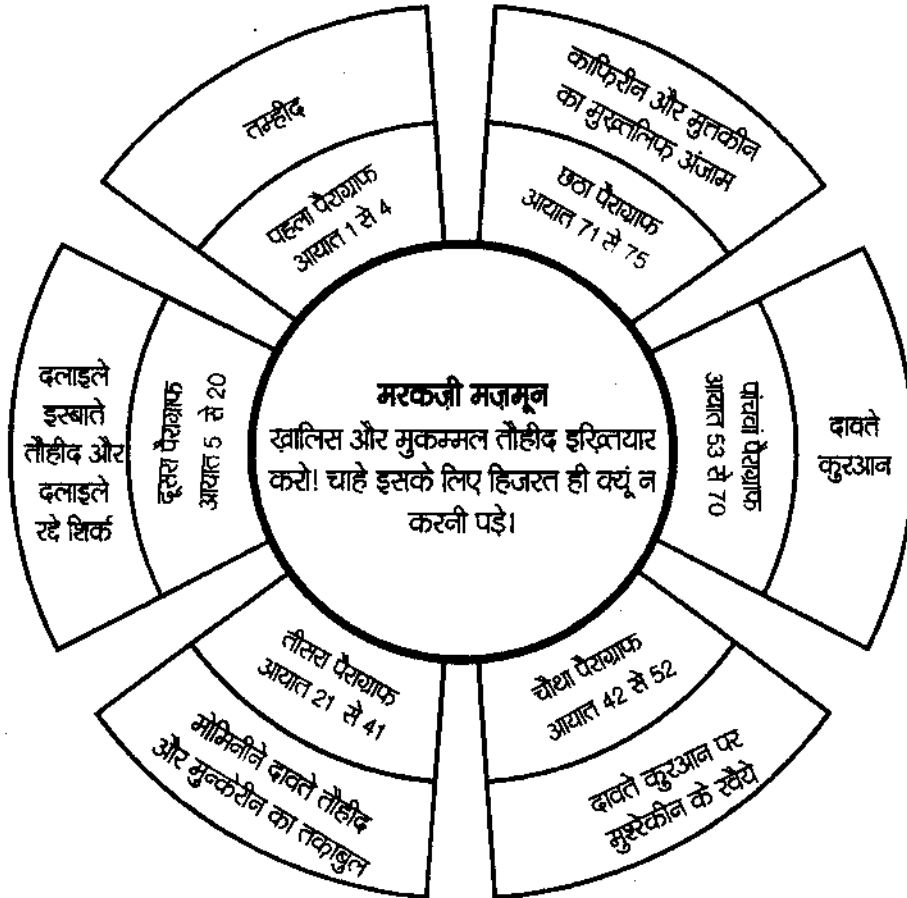 तम्हीद
पहला पैराग्राफ
आयात 1 से 4
दलाइले
इस्बाते
तौहीद और
दलाइले
रद्दे शिर्क
दूसरा पैराग्राफ
आयात 5 से 20
मोमिनीने दावते तौहीद
और मुन्केरीन का तक़ाबुल
तीसरा पैराग्राफ
आयात 21 से 41
दावते कुरआन पर
मुश्रेकीन के रवैये
चौथा पैराग्राफ
आयात 42 से 52
दावते
कुरआन
पांचवां पैराग्राफ
आयात 53 से 70
काफ़िरीन और मुतकीन
का मुख़्तलिफ़ अंजाम
छठा पैराग्राफ
आयात 71 से 75
मरकज़ी मज़मून
ख़ालिस और मुकम्मल तौहीद इख़्तियार
करो! चाहे इसके लिए हिजरत ही क्यूं न
करनी पड़े।